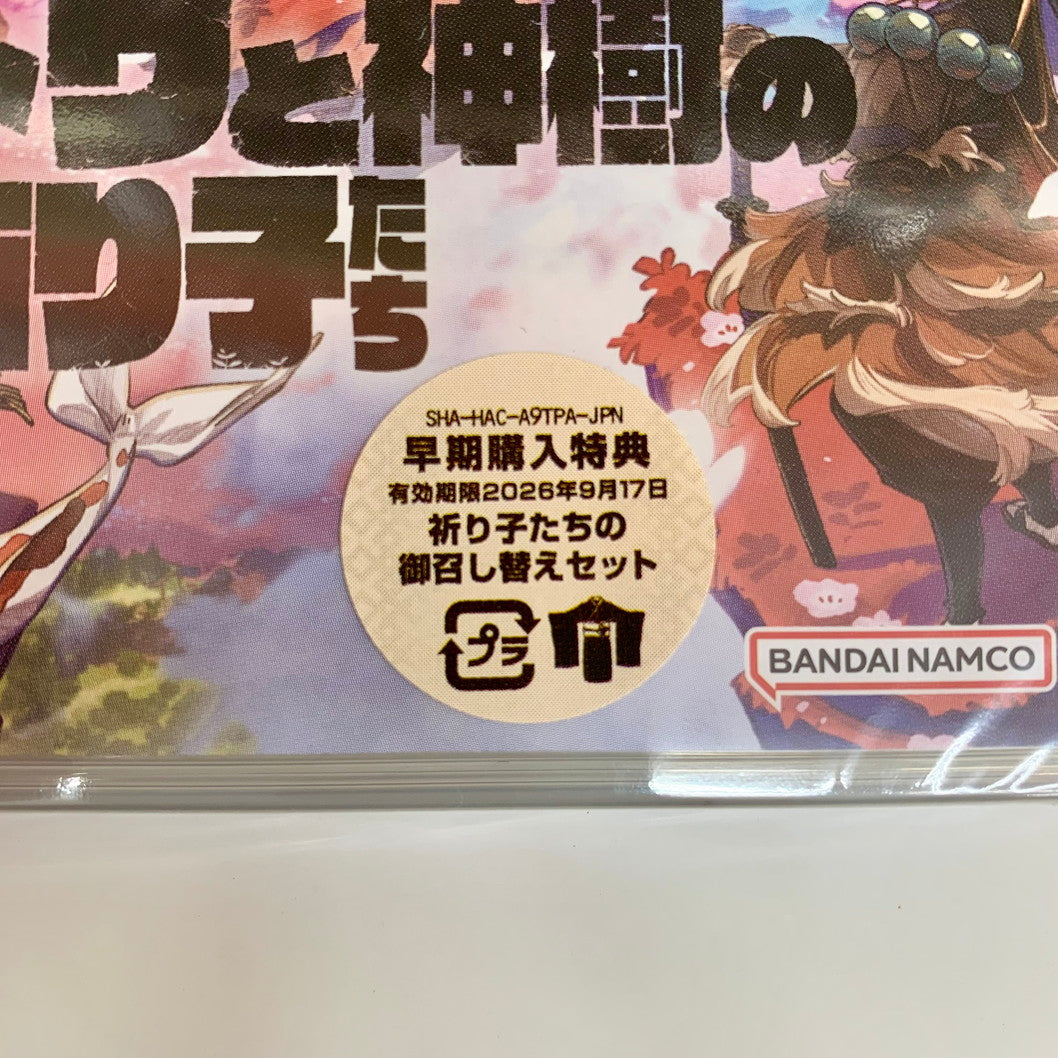 と神樹の
り子たち
SHA-HAC-A9TPA-JPN
早期購入特典
有効期限2026年9月17日
祈り子たちの
御召し替えセット
プラ
BANDAI NAMCO